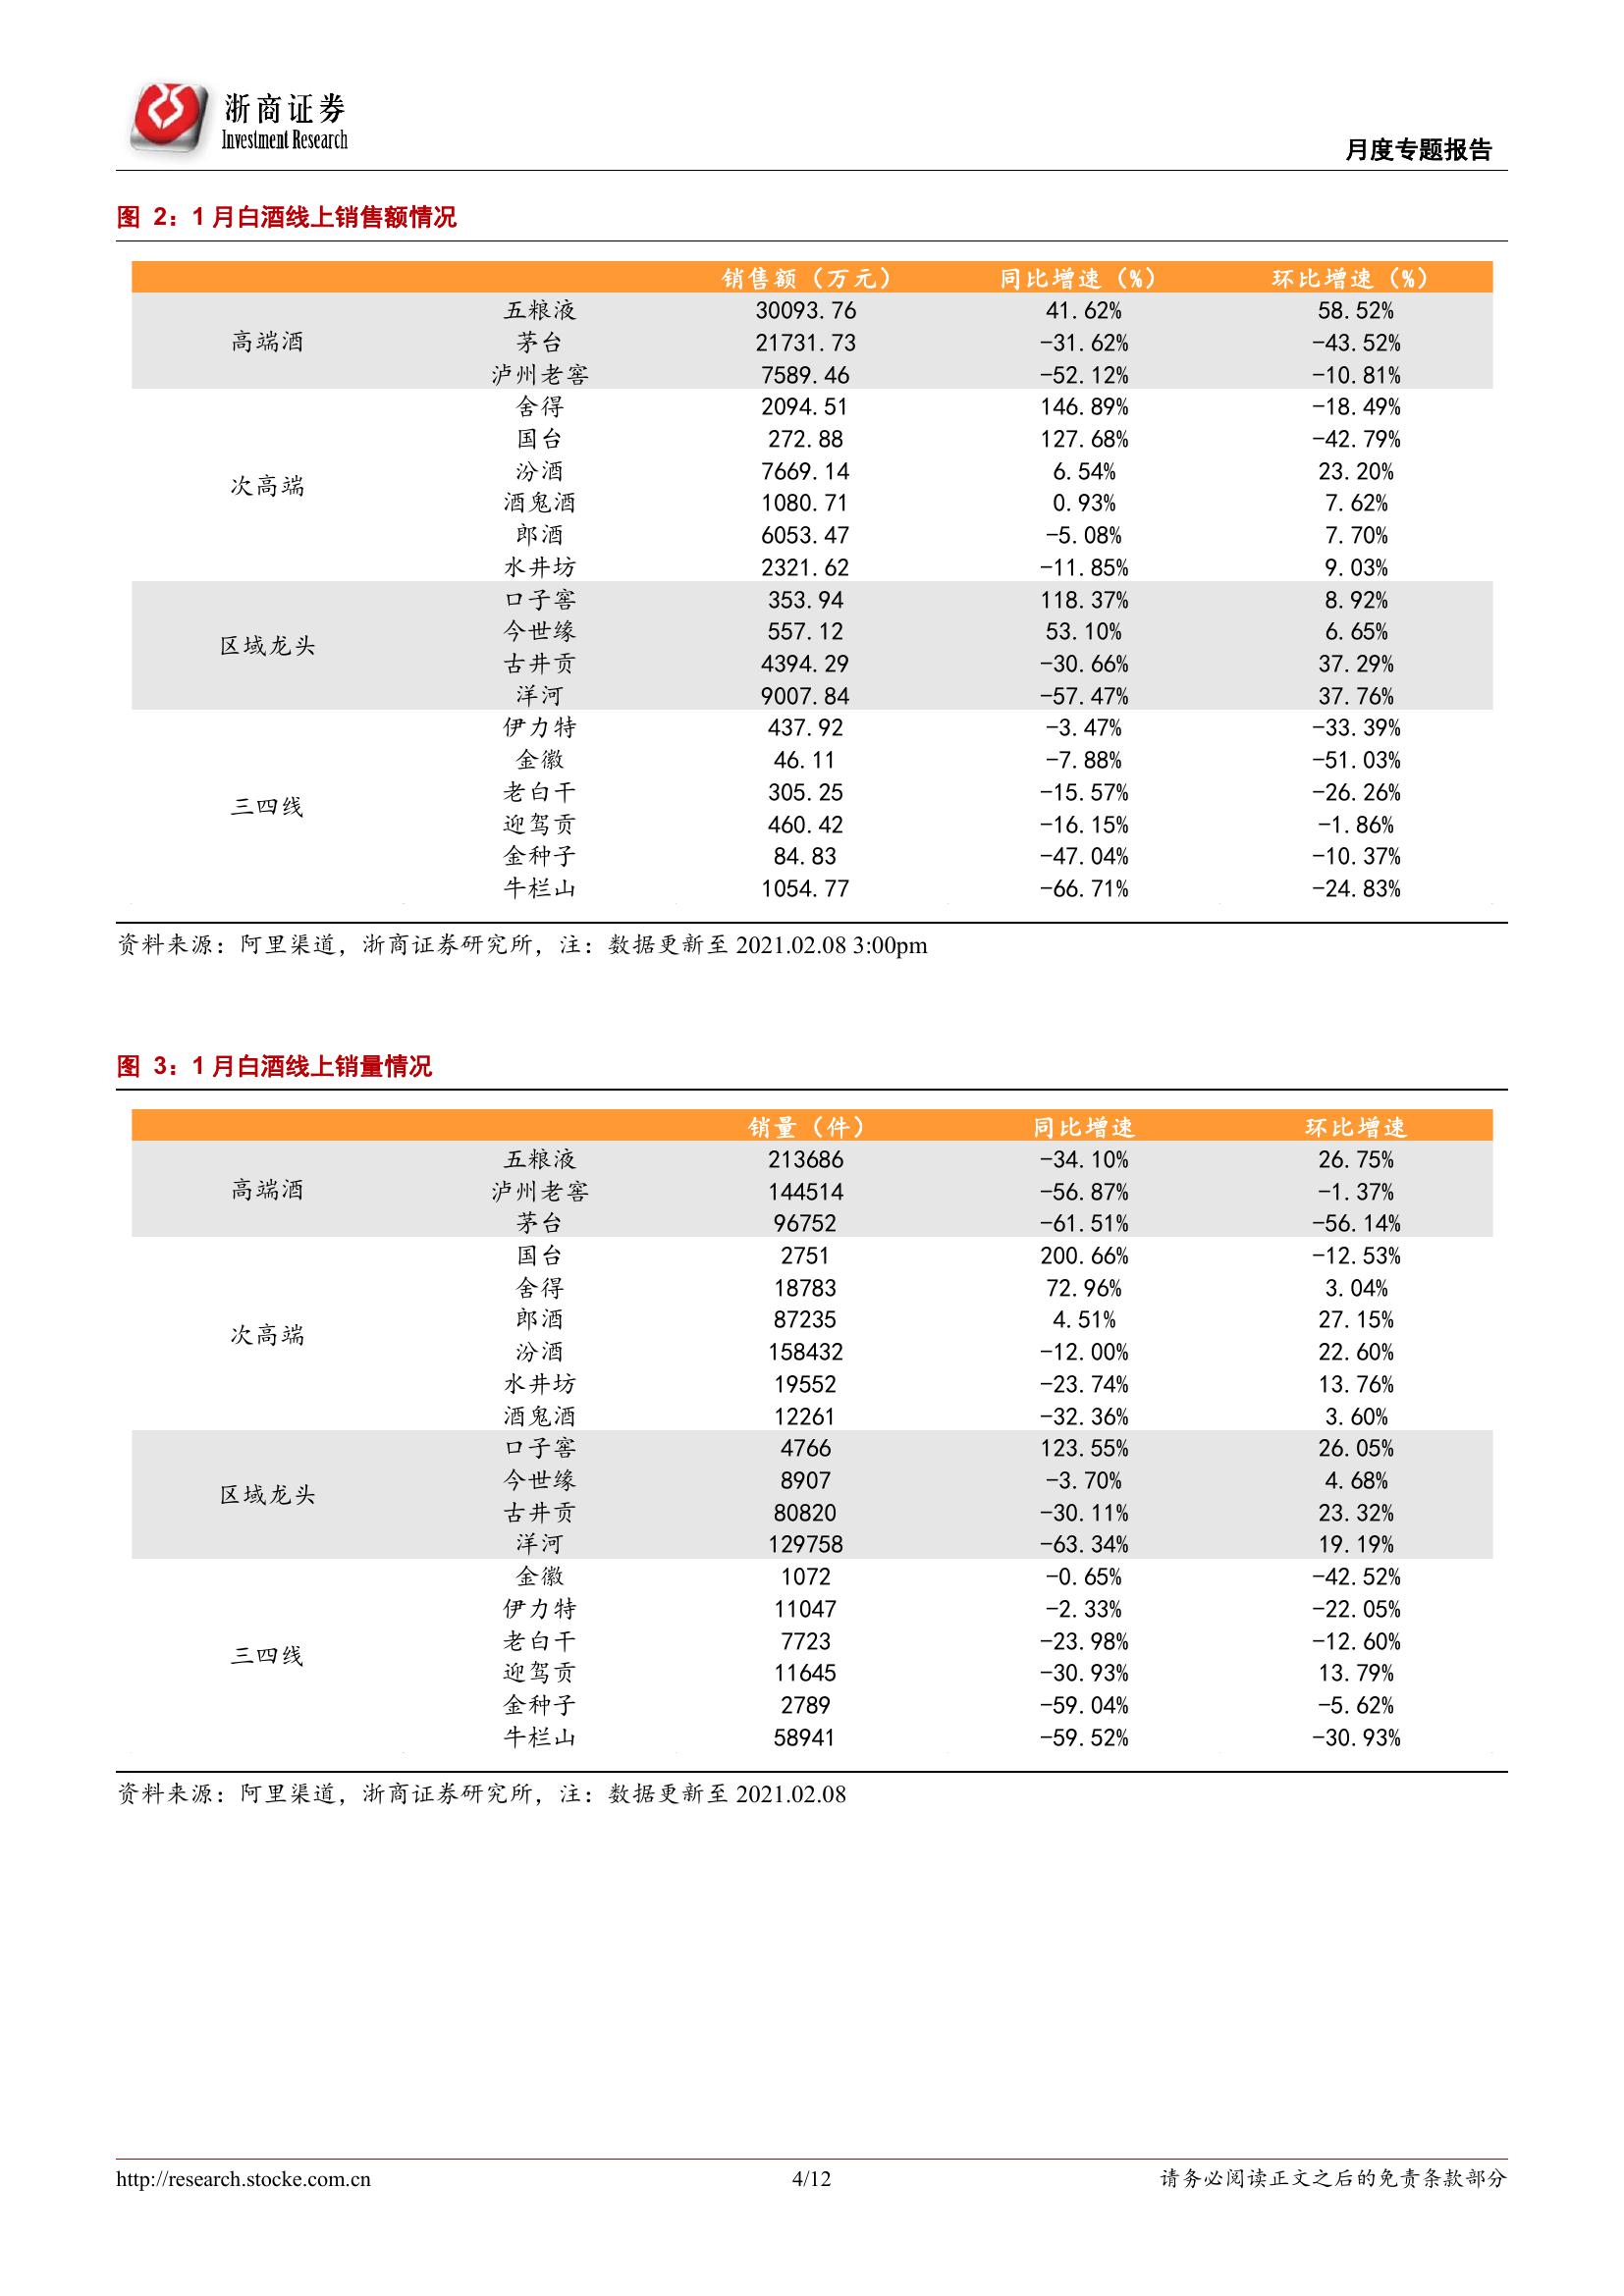 浙商证券
Investment Research
月度专题报告
图 2：1 月白酒线上销售额情况
销售额（万元） 同比增速（%） 环比增速（%）
五粮液 30093.76 41.62% 58.52%
高端酒 茅台 21731.73 -31.62% -43.52%
泸州老窖 7589.46 -52.12% -10.81%
舍得 2094.51 146.89% -18.49%
国台 272.88 127.68% -42.79%
汾酒 7669.14 6.54% 23.20%
次高端
酒鬼酒 1080.71 0.93% 7.62%
郎酒 6053.47 -5.08% 7.70%
水井坊 2321.62 -11.85% 9.03%
口子窖 353.94 118.37% 8.92%
今世缘 557.12 53.10% 6.65%
区域龙头
古井贡 4394.29 -30.66% 37.29%
洋河 9007.84 -57.47% 37.76%
伊力特 437.92 -3.47% -33.39%
金徽 46.11 -7.88% -51.03%
老白干 305.25 -15.57% -26.26%
三四线
迎驾贡 460.42 -16.15% -1.86%
金种子 84.83 -47.04% -10.37%
牛栏山 1054.77 -66.71% -24.83%
资料来源：阿里渠道，浙商证券研究所，注：数据更新至 2021.02.08 3:00pm
图 3：1 月白酒线上销量情况
销量（件） 同比增速 环比增速
五粮液 213686 -34.10% 26.75%
高端酒 泸州老窖 144514 -56.87% -1.37%
茅台 96752 -61.51% -56.14%
国台 2751 200.66% -12.53%
舍得 18783 72.96% 3.04%
郎酒 87235 4.51% 27.15%
次高端
汾酒 158432 -12.00% 22.60%
水井坊 19552 -23.74% 13.76%
酒鬼酒 12261 -32.36% 3.60%
口子窖 4766 123.55% 26.05%
今世缘 8907 -3.70% 4.68%
区域龙头
古井贡 80820 -30.11% 23.32%
洋河 129758 -63.34% 19.19%
金徽 1072 -0.65% -42.52%
伊力特 11047 -2.33% -22.05%
老白干 7723 -23.98% -12.60%
三四线
迎驾贡 11645 -30.93% 13.79%
金种子 2789 -59.04% -5.62%
牛栏山 58941 -59.52% -30.93%
资料来源：阿里渠道，浙商证券研究所，注：数据更新至 2021.02.08
http://research.stocke.com.cn 4/12 请务必阅读正文之后的免责条款部分